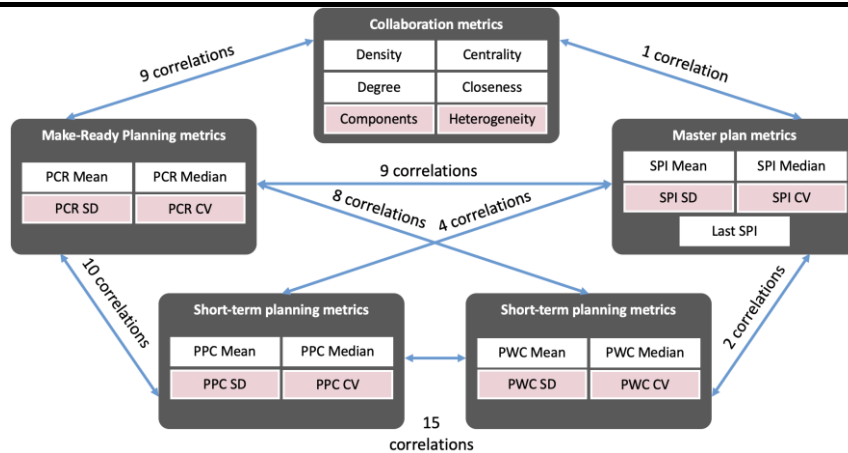 Collaboration metrics
Density
Centrality
Degree
Closeness
Components
Heterogeneity
9 correlations
1 correlation
Make-Ready Planning metrics
PCR Mean
PCR Median
PCR SD
PCR CV
Master plan metrics
SPI Mean
SPI Median
SPI SD
SPI CV
Last SPI
9 correlations
8 correlations
4 correlations
10 correlations
2 correlations
Short-term planning metrics
PPC Mean
PPC Median
PPC SD
PPC CV
Short-term planning metrics
PWC Mean
PWC Median
PWC SD
PWC CV
15
correlations